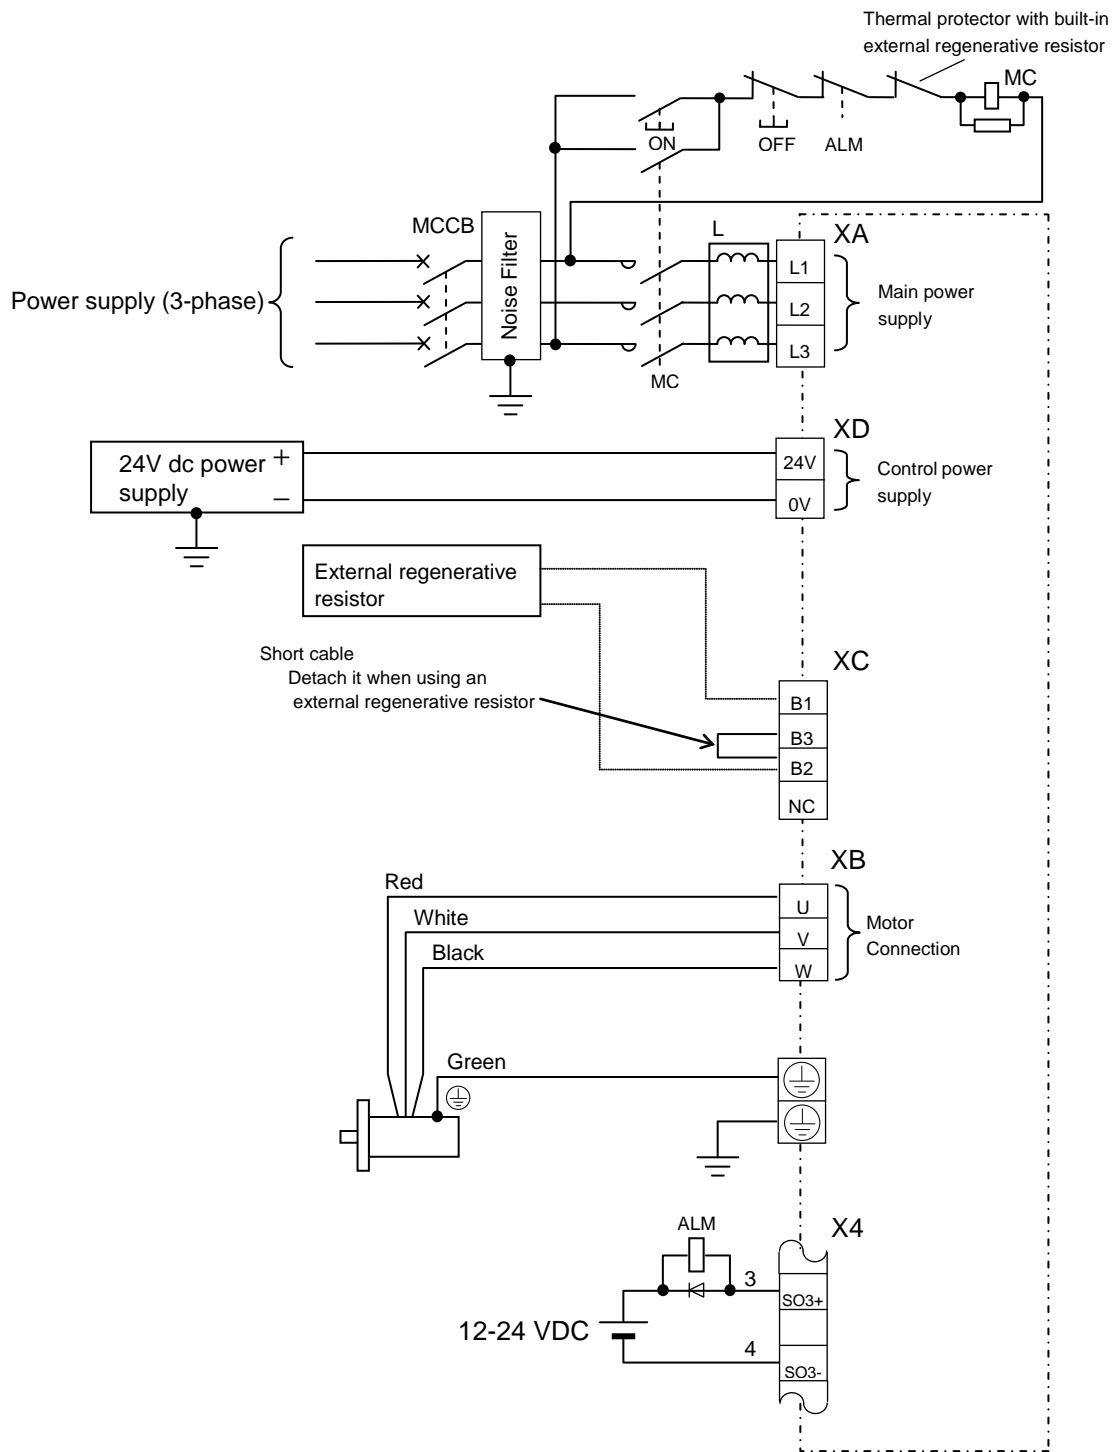 Thermal protector with built-in
external regenerative resistor
MC
ON
OFF
ALM
MCCB
Noise Filter
L
XA
Power supply (3-phase)
L1
L2
L3
Main power
supply
MC
XD
24V dc power
supply
+
−
24V
0V
Control power
supply
External regenerative
resistor
Short cable
Detach it when using an
external regenerative resistor
XC
B1
B3
B2
NC
XB
Red
White
Black
U
V
W
Motor
Connection
Green
X4
ALM
3
SO3+
12-24 VDC
4
SO3-